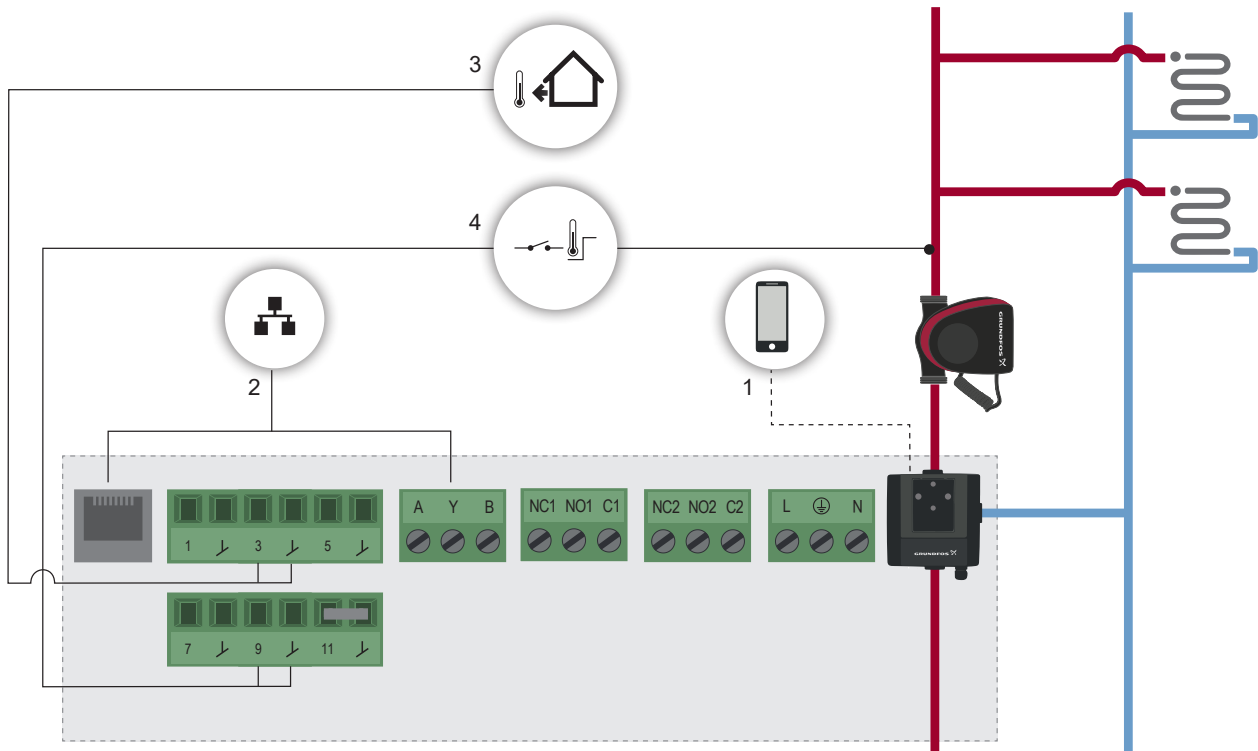 3
4
2
1
GRUNDFOS
A Y B
NC1 NO1 C1
NC2 NO2 C2
L N
1 3 5
GRUNDFOS
7 9 11